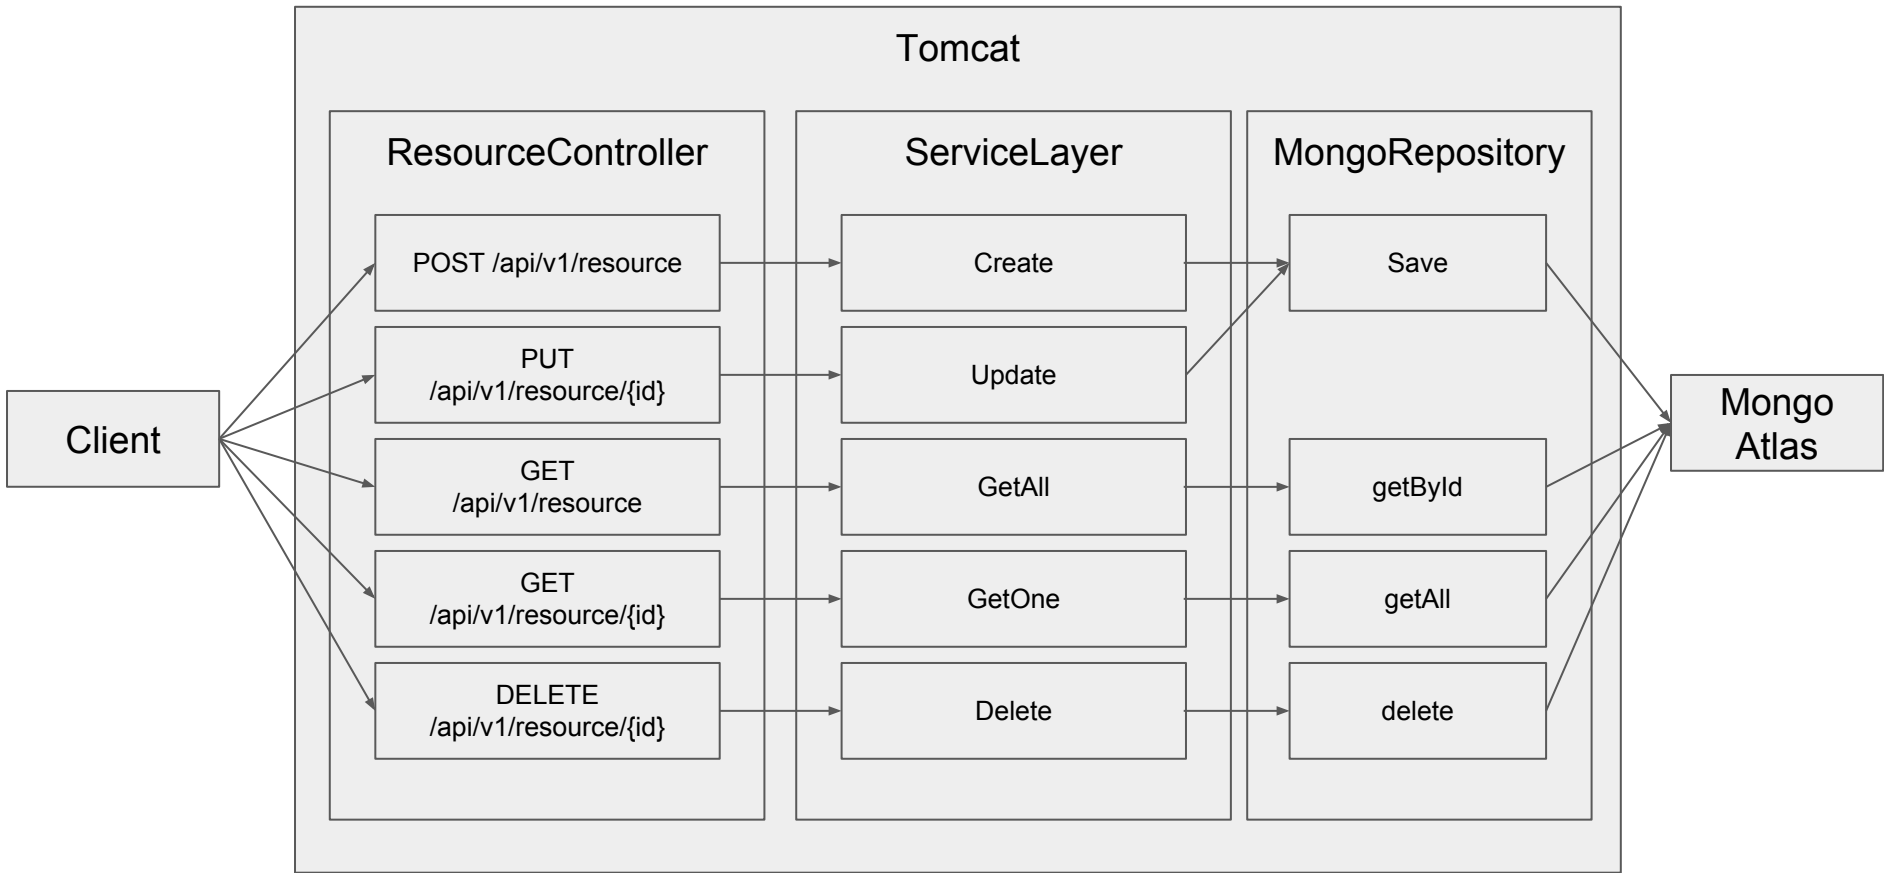 Tomcat
ResourceController
ServiceLayer
MongoRepository
POST /api/v1/resource
Create
Save
PUT
/api/v1/resource/{id}
Update
Client
Mongo
Atlas
GET
/api/v1/resource
GetAll
getById
GET
/api/v1/resource/{id}
GetOne
getAll
DELETE
/api/v1/resource/{id}
Delete
delete